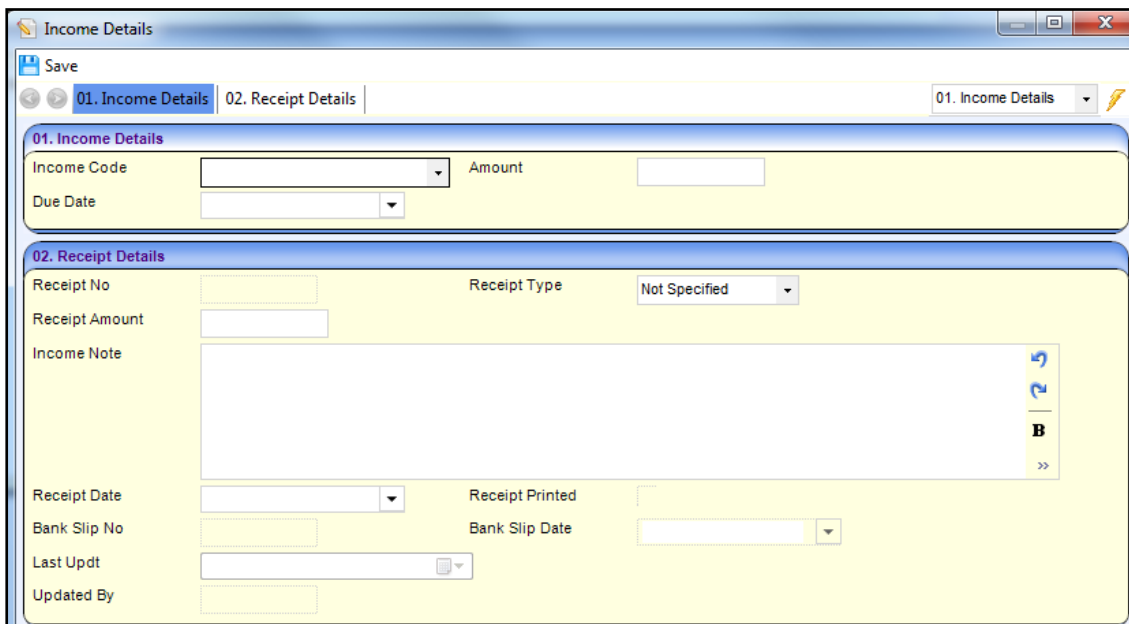 Income Details
Save
01. Income Details 02. Receipt Details 01. Income Details
01. Income Details
Income Code Amount
Due Date
02. Receipt Details
Receipt No Receipt Type Not Specified
Receipt Amount
Income Note
B
»
Receipt Date Receipt Printed
Bank Slip No Bank Slip Date
Last Updt
Updated By